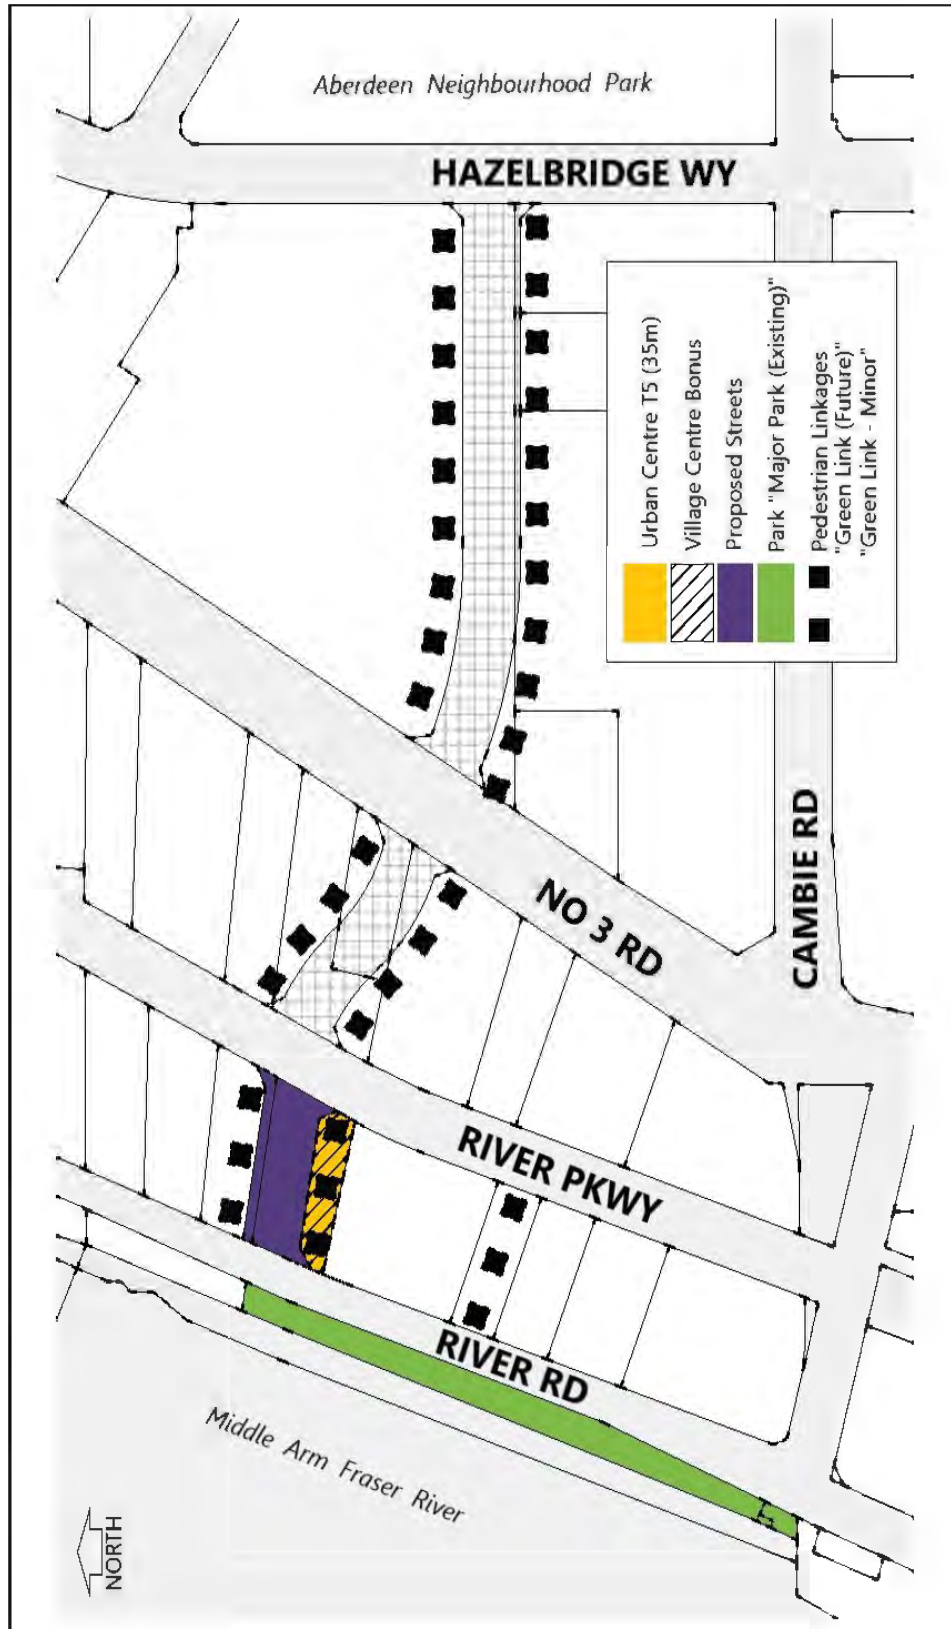 Aberdeen Neighbourhood Park
HAZELBRIDGE WY
Urban Centre T5 (35m)
Village Centre Bonus
Proposed Streets
Park "Major Park (Existing)"
Pedestrian Linkages
"Green Link (Future)"
"Green Link - Minor"
CAMBIE RD
NO 3 RD
RIVER PKWY
RIVER RD
Middle Arm Fraser River
NORTH